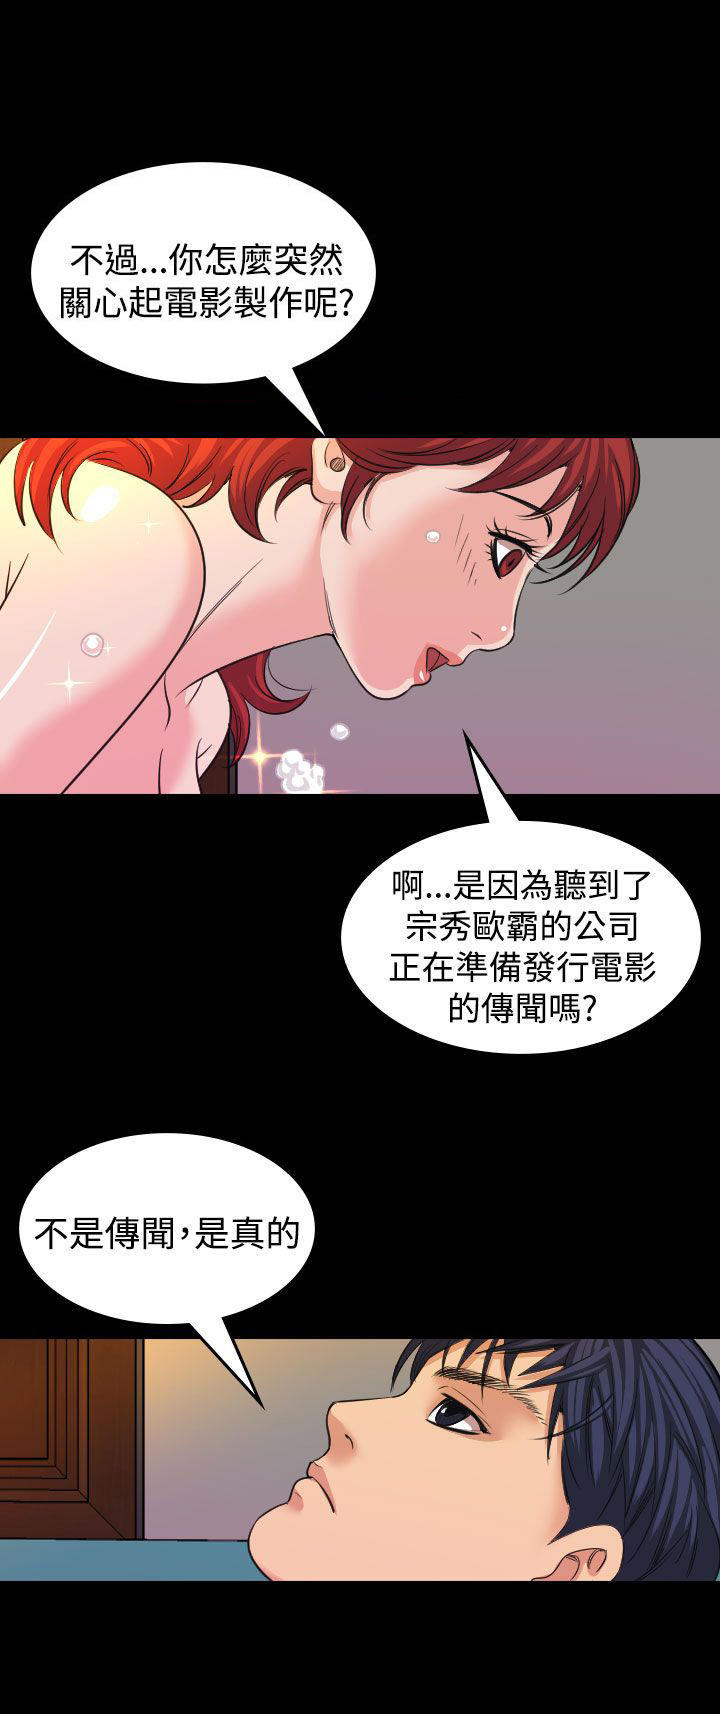 不過...你怎麼突然
關心起電影製作呢?
啊...是因為聽到了
宗秀歐霸的公司
正在準備發行電影
的傳聞嗎?
不是傳聞，是真的